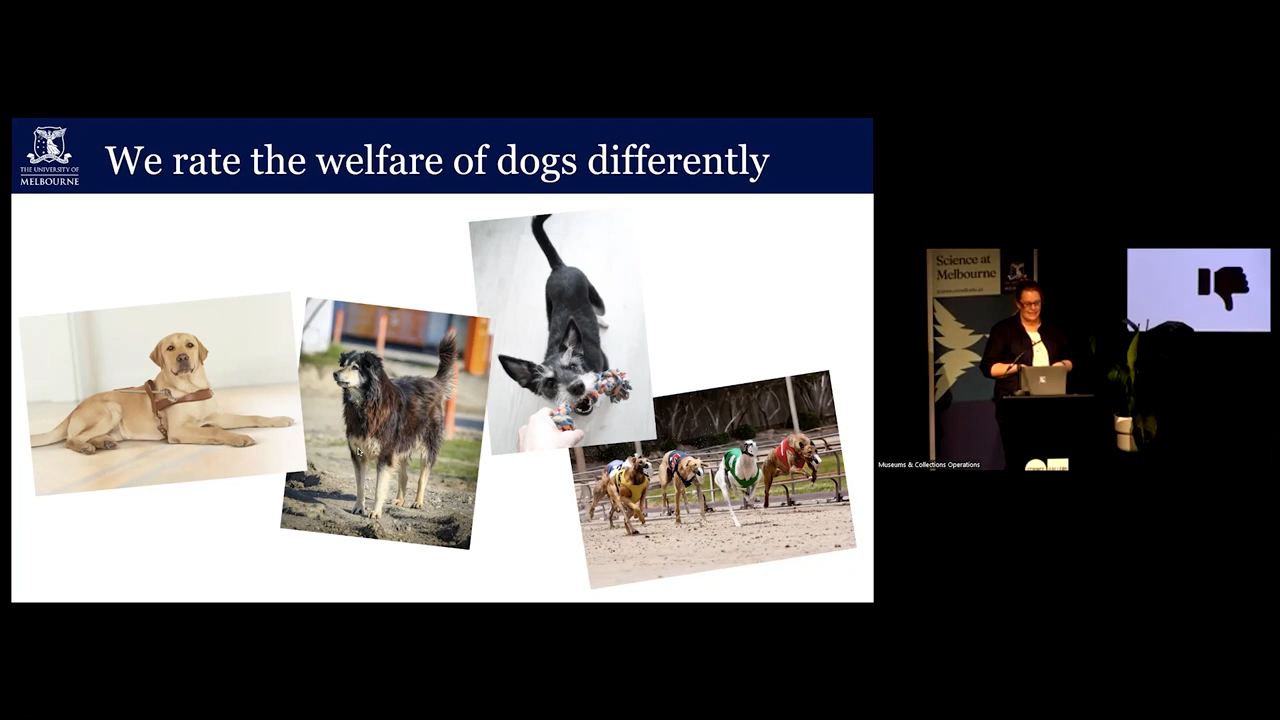 THE UNIVERSITY OF
MELBOURNE
We rate the welfare of dogs differently
Science at
Melbourne
Museums & Collections Operations